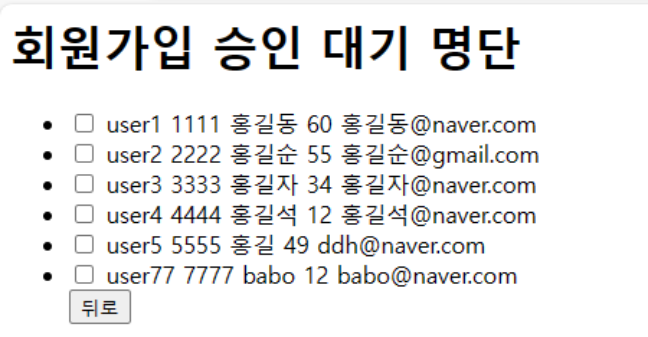 회원가입 승인 대기 명단
user1 1111 홍길동 60 홍길동@naver.com
user2 2222 홍길순 55 홍길순@gmail.com
user3 3333 홍길자 34 홍길자@naver.com
user4 4444 홍길석 12 홍길석@naver.com
user5 5555 홍길 49 ddh@naver.com
user77 7777 babo 12 babo@naver.com
뒤로